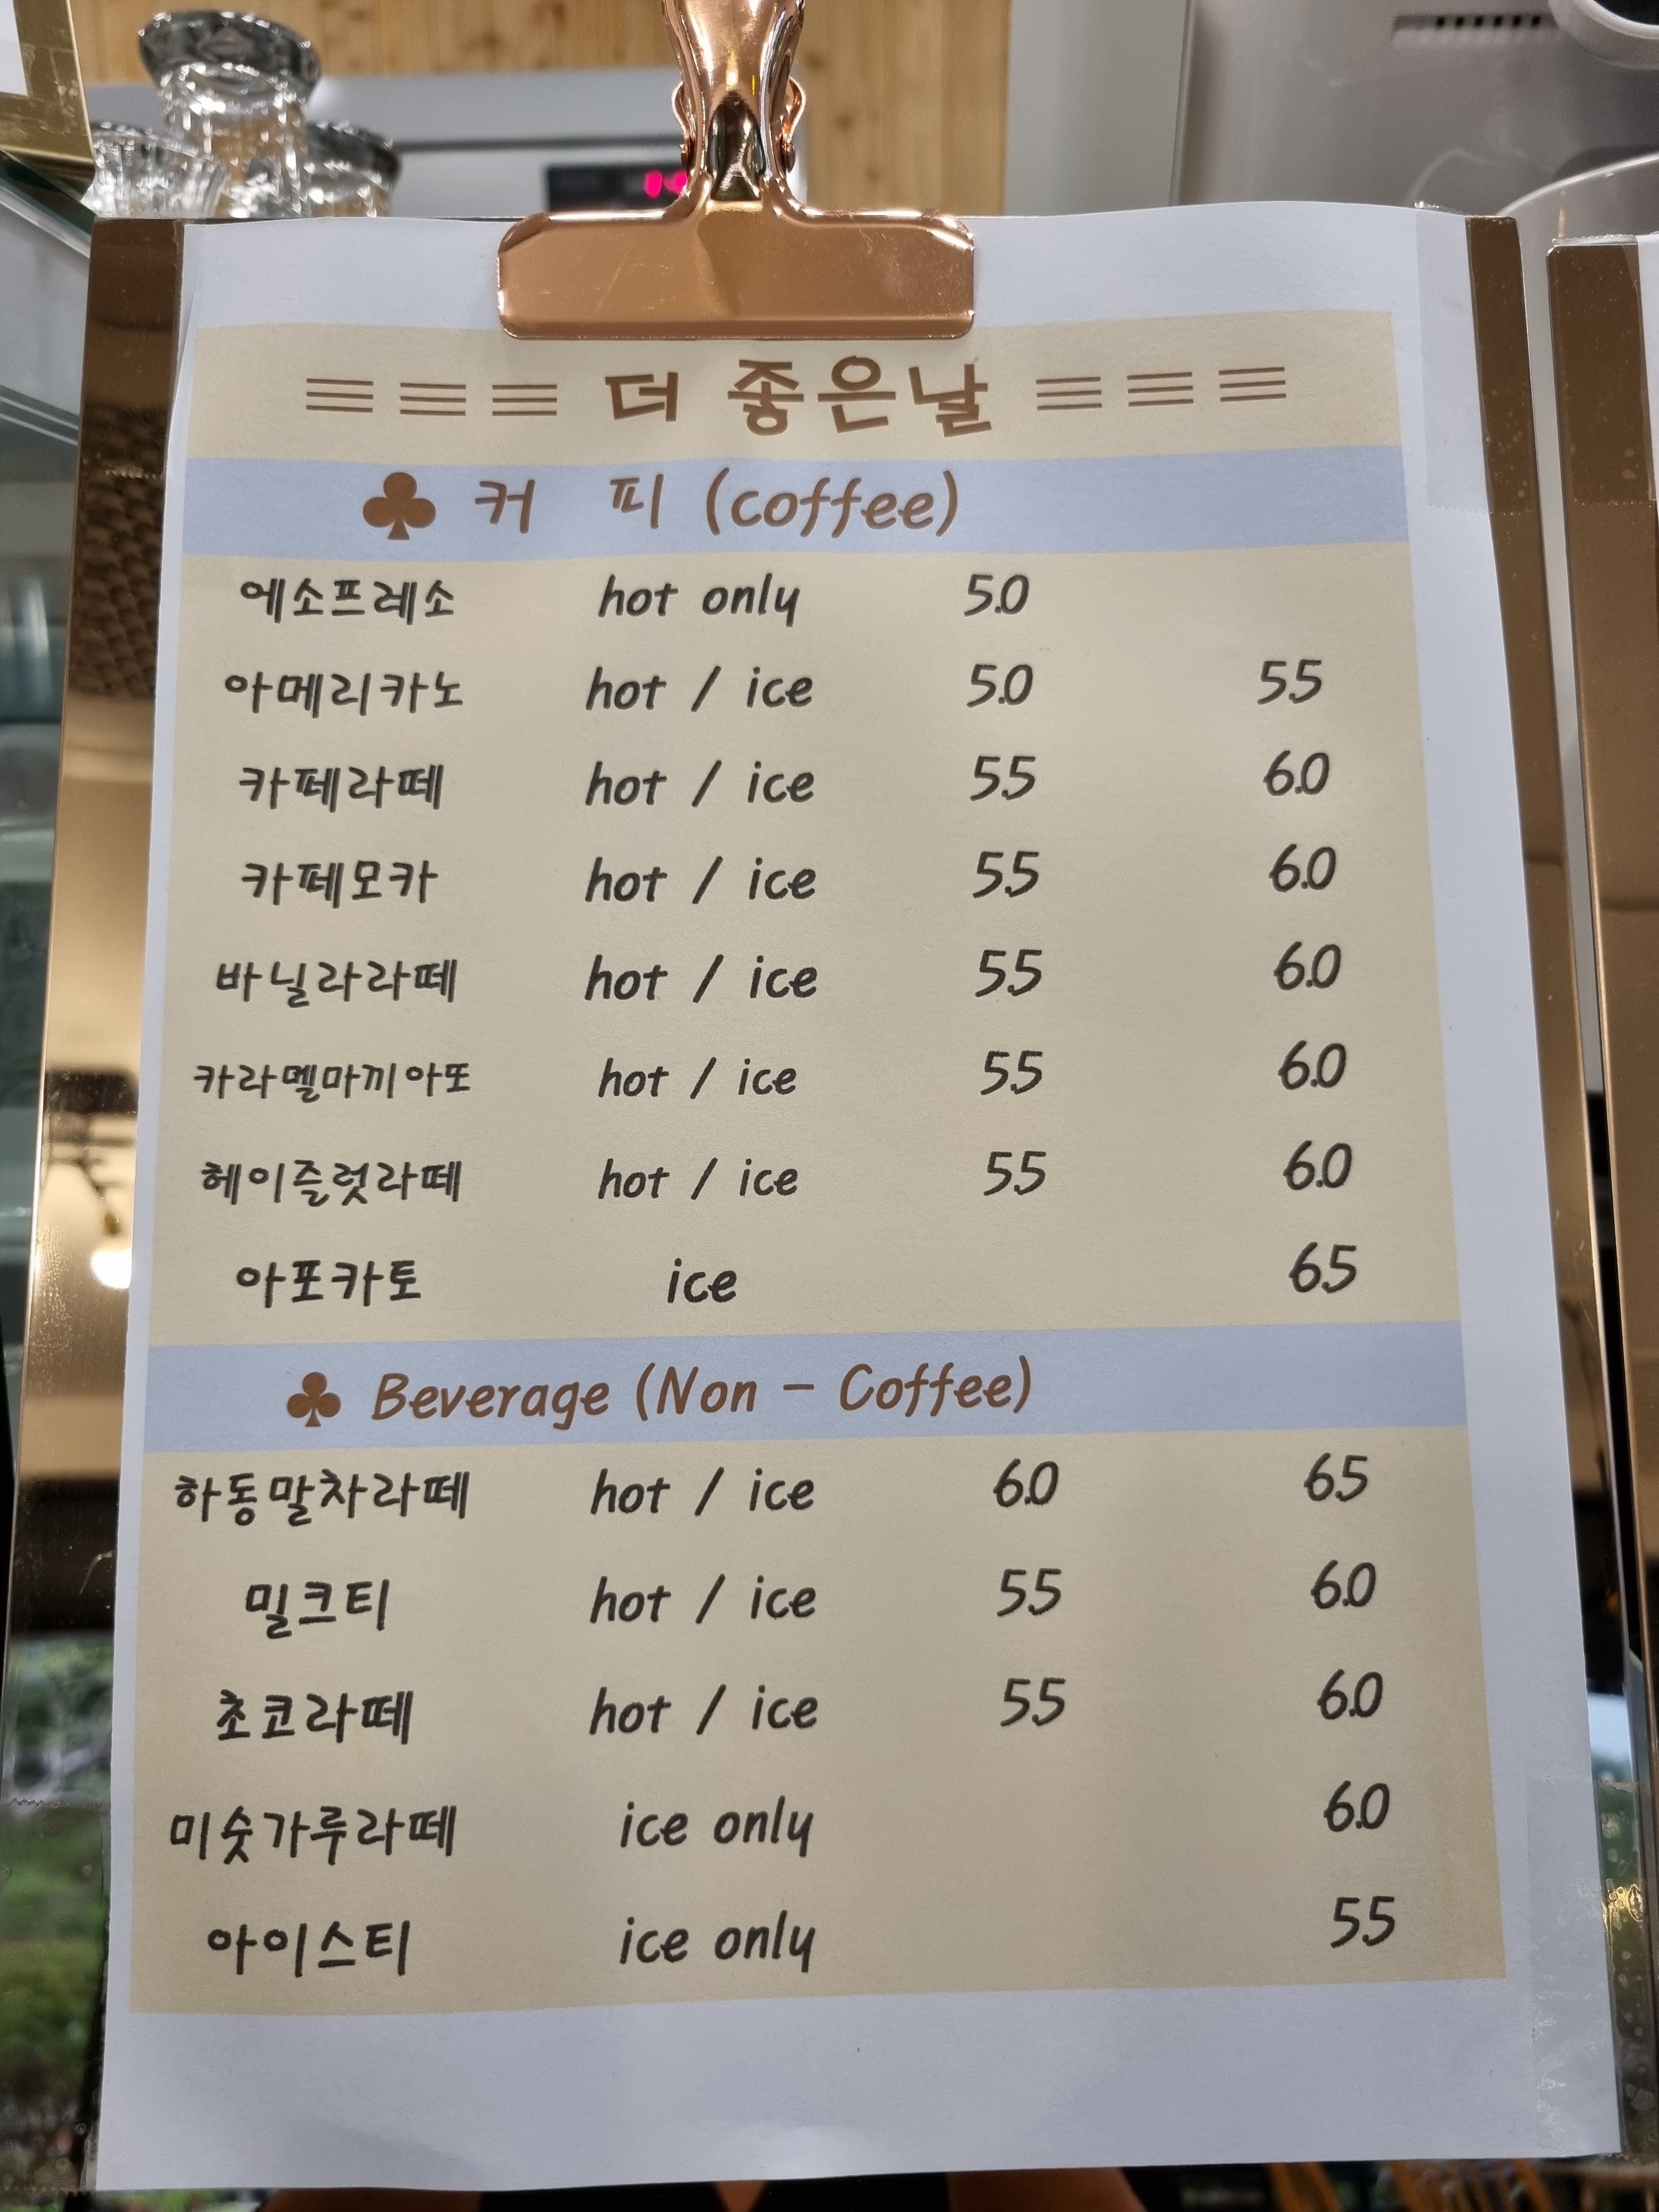 더 좋은날
♣ 커 피 (coffee)
에소프레소 hot only 5.0
아메리카노 hot / ice 5.0 5.5
카페라떼 hot / ice 5.5 6.0
카페모카 hot / ice 5.5 6.0
바닐라라떼 hot / ice 5.5 6.0
카라멜마끼아또 hot / ice 5.5 6.0
헤이즐럿라떼 hot / ice 5.5 6.0
아포카토 ice 6.5
♣ Beverage (Non - Coffee)
하동말차라떼 hot / ice 6.0 6.5
밀크티 hot / ice 5.5 6.0
초코라떼 hot / ice 5.5 6.0
미숫가루라떼 ice only 6.0
아이스티 ice only 5.5